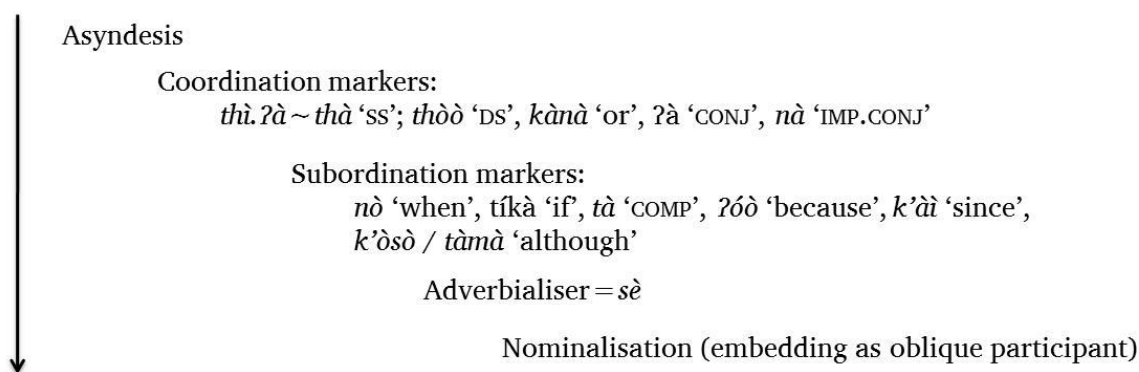 Asyndesis
Coordination markers:
thì.ʔà ~ thà ‘SS’; thòò ‘DS’, kànà ‘or’, ʔà ‘CONJ’, nà ‘IMP.CONJ’
Subordination markers:
nò ‘when’, tíkà ‘if’, tà ‘COMP’, ʔóò ‘because’, k’àì ‘since’,
k’òsò / tàmà ‘although’
Adverbialiser = sè
Nominalisation (embedding as oblique participant)